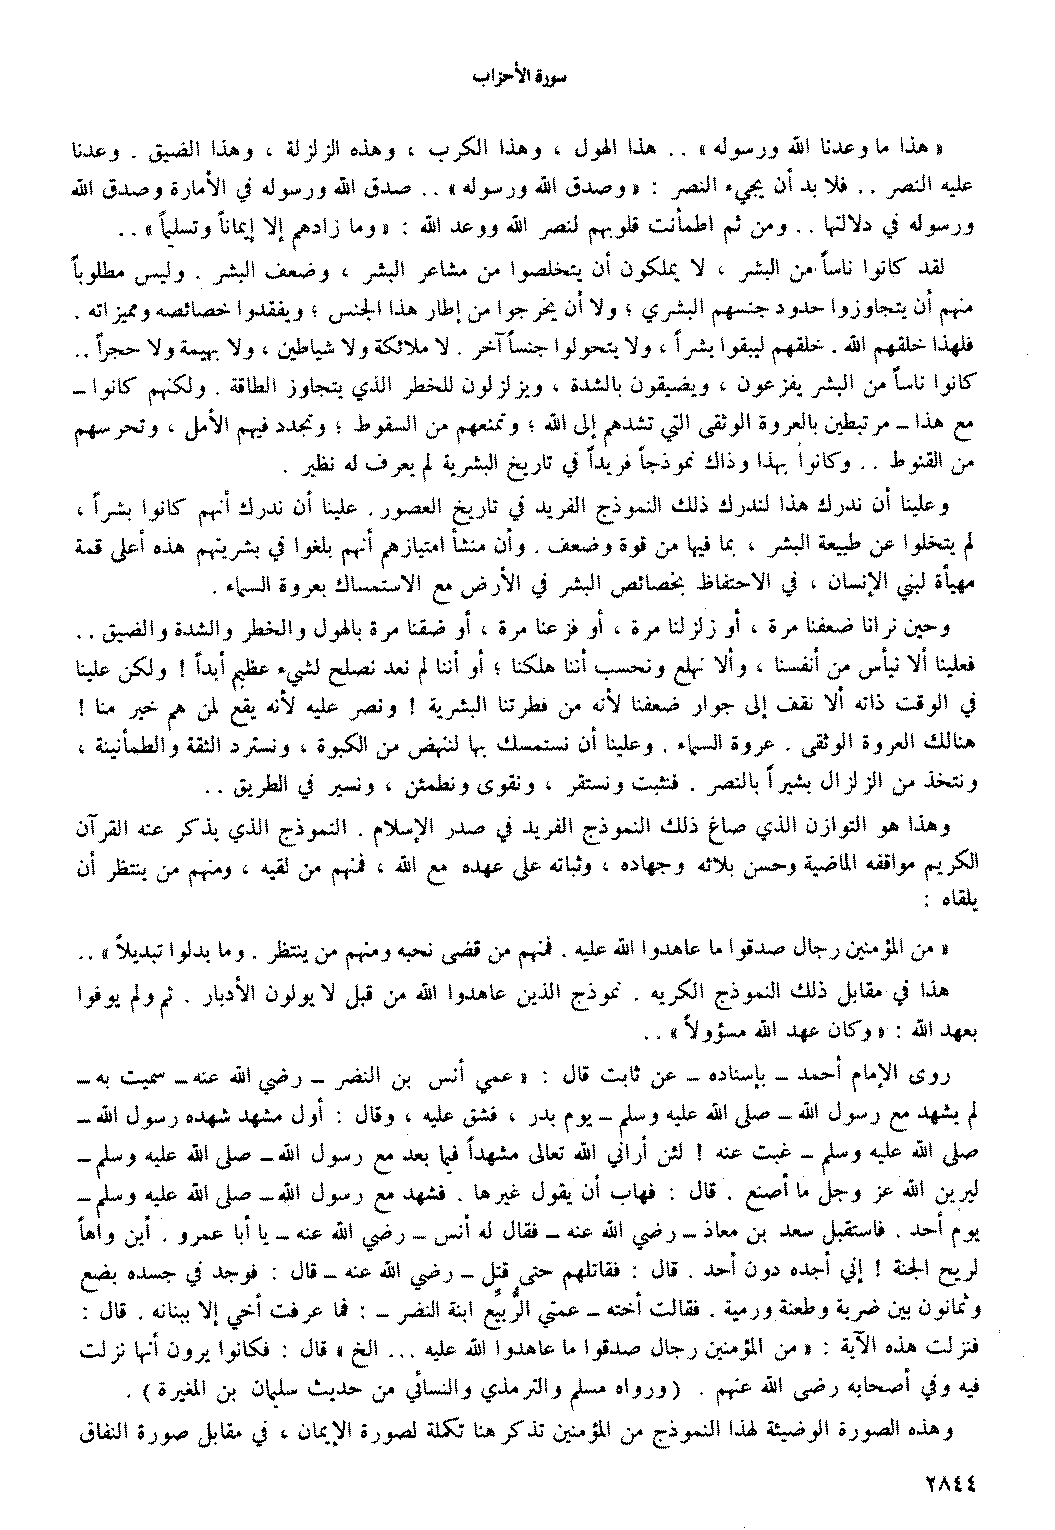 سورة الأحزاب
« هذا ما وعدنا الله ورسوله » .. هذا الهول ، وهذا الكرب ، وهذه الزلزلة ، وهذا الضيق . وعدنا
عليه النصر .. فلا بد أن يجيء النصر : « وصدق الله ورسوله » .. صدق الله ورسوله في الأمارة وصدق الله
ورسوله في دلالتها .. ومن ثم اطمأنت قلوبهم لنصر الله ووعد الله : « وما زادهم إلا إيماناً وتسليماً » ..
لقد كانوا ناساً من البشر ، لا يملكون أن يتخلصوا من مشاعر البشر ، وضعف البشر . وليس مطلوباً
منهم أن يتجاوزوا حدود جنسهم البشري ؛ ولا أن يخرجوا من إطار هذا الجنس ؛ ويفقدوا خصائصه ومميزاته .
فلهذا خلقهم الله . خلقهم ليبقوا بشراً ، ولا يتحولوا جنساً آخر . لا ملائكة ولا شياطين ، ولا بهيمة ولا حجراً ..
كانوا ناساً من البشر يفزعون ، ويضيقون بالشدة ، ويزلزلون للخطر الذي يتجاوز الطاقة . ولكنهم كانوا –
مع هذا – مرتبطين بالعروة الوثقى التي تشدهم إلى الله ؛ وتمنعهم من السقوط ؛ وتجدد فيهم الأمل ، وتحرسهم
من القنوط .. وكانوا بهذا وذاك نموذجاً فريداً في تاريخ البشرية لم يعرف له نظير .
وعلينا أن ندرك هذا لندرك ذلك النموذج الفريد في تاريخ العصور . علينا أن ندرك أنهم كانوا بشراً ،
لم يتخلوا عن طبيعة البشر ، بما فيها من قوة وضعف . وأن منشأ امتيازهم أنهم بلغوا في بشريتهم هذه أعلى قمة
مهيأة لبني الإنسان ، في الاحتفاظ بخصائص البشر في الأرض مع الاستمساك بعروة السماء .
وحين نرانا ضعفنا مرة ، أو زلزلنا مرة ، أو فزعنا مرة ، أو ضقنا مرة بالهول والخطر والشدة والضيق ..
فعلينا ألا نيأس من أنفسنا ، وألا نهلع ونحسب أننا هلكنا ؛ أو أننا لم نعد نصلح لشيء عظيم أبداً ! ولكن علينا
في الوقت ذاته ألا نقف إلى جوار ضعفنا لأنه من فطرتنا البشرية ! ونصر عليه لأنه يقع لمن هم خير منا !
هنالك العروة الوثقى . عروة السماء . وعلينا أن نستمسك بها لننهض من الكبوة ، ونسترد الثقة والطمأنينة ،
ونتخذ من الزلزال بشيراً بالنصر . فنثبت ونستقر ، ونقوى ونطمئن ، ونسير في الطريق ..
وهذا هو التوازن الذي صاغ ذلك النموذج الفريد في صدر الإسلام . النموذج الذي يذكر عنه القرآن
الكريم مواقفه الماضية وحسن بلائه وجهاده ، وثباته على عهده مع الله ، فمنهم من لقيه ، ومنهم من ينتظر أن
يلقاه :
« من المؤمنين رجال صدقوا ما عاهدوا الله عليه . فمنهم من قضى نحبه ومنهم من ينتظر . وما بدلوا تبديلاً » ..
هذا في مقابل ذلك النموذج الكريه . نموذج الذين عاهدوا الله من قبل لا يولون الأدبار . ثم ولم يوفوا
بعهد الله : « وكان عهد الله مسؤولاً » ..
روى الإمام أحمد – بإسناده – عن ثابت قال : « عمي أنس بن النضر – رضي الله عنه – سميت به –
لم يشهد مع رسول الله – صلى الله عليه وسلم – يوم بدر ، فشق عليه ، وقال : أول مشهد شهده رسول الله –
صلى الله عليه وسلم – غبت عنه ! لئن أراني الله تعالى مشهداً فيما بعد مع رسول الله – صلى الله عليه وسلم –
ليرين الله عز وجل ما أصنع . قال : فهاب أن يقول غيرها . فشهد مع رسول الله – صلى الله عليه وسلم –
يوم أحد . فاستقبل سعد بن معاذ – رضي الله عنه – فقال له أنس – رضي الله عنه – يا أبا عمرو . أين واهاً
لريح الجنة ! إني أجده دون أحد . قال : فقاتلهم حتى قتل – رضي الله عنه – قال : فوجد في جسده بضع
وثمانون بين ضربة وطعنة ورمية . فقالت أخته – عمتي الرُّبيِّع ابنة النضر – : فما عرفت أخي إلا ببنانه . قال :
فنزلت هذه الآية : « من المؤمنين رجال صدقوا ما عاهدوا الله عليه ... الخ » قال : فكانوا يرون أنها نزلت
فيه وفي أصحابه رضي الله عنهم . ( ورواه مسلم والترمذي والنسائي من حديث سليمان بن المغيرة ) .
وهذه الصورة الوضيئة لهذا النموذج من المؤمنين تذكر هنا تكملة لصورة الإيمان ، في مقابل صورة النفاق
٢٨٤٤